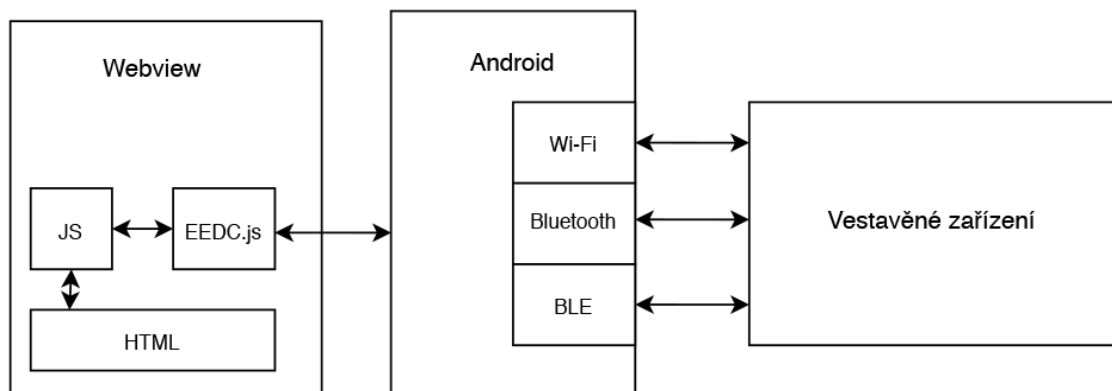 Webview
JS
EEDC.js
HTML
Android
Wi-Fi
Bluetooth
BLE
Vestavěné zařízení